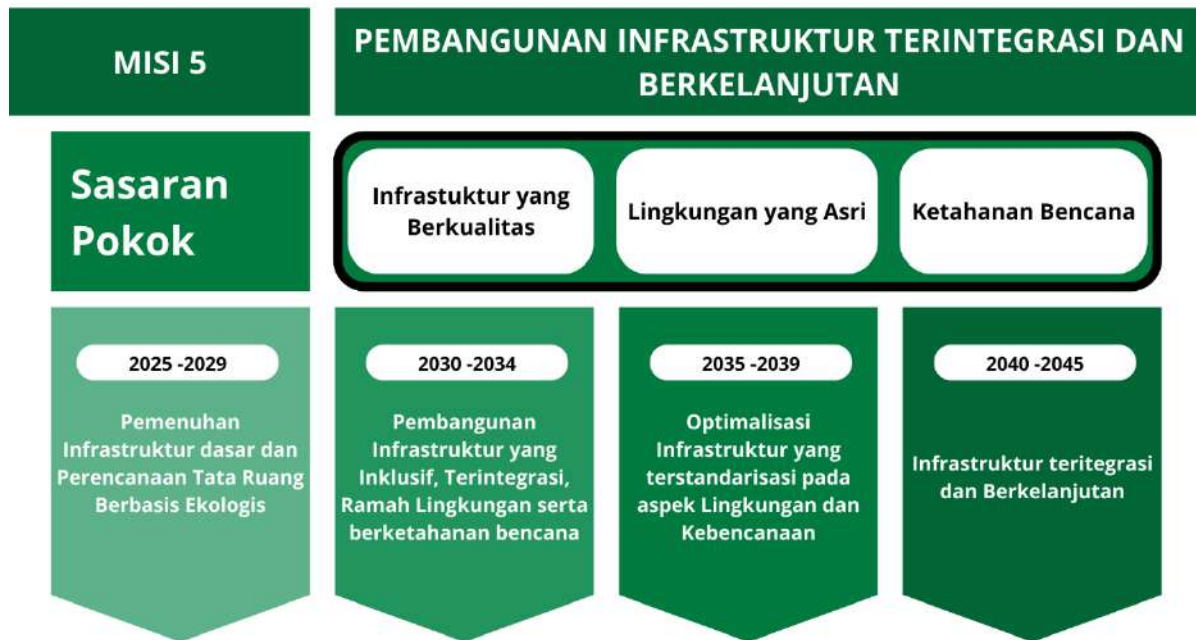 MISI 5
PEMBANGUNAN INFRASTRUKTUR TERINTEGRASI DAN
BERKELANJUTAN
Sasaran
Pokok
Infrastuktur yang
Berkualitas
Lingkungan yang Asri
Ketahanan Bencana
2025 -2029
Pemenuhan
Infrastruktur dasar dan
Perencanaan Tata Ruang
Berbasis Ekologis
2030 -2034
Pembangunan
Infrastruktur yang
Inklusif, Terintegrasi,
Ramah Lingkungan serta
berketahanan bencana
2035 -2039
Optimalisasi
Infrastruktur yang
terstandarisasi pada
aspek Lingkungan dan
Kebencanaan
2040 -2045
Infrastruktur teritegrasi
dan Berkelanjutan